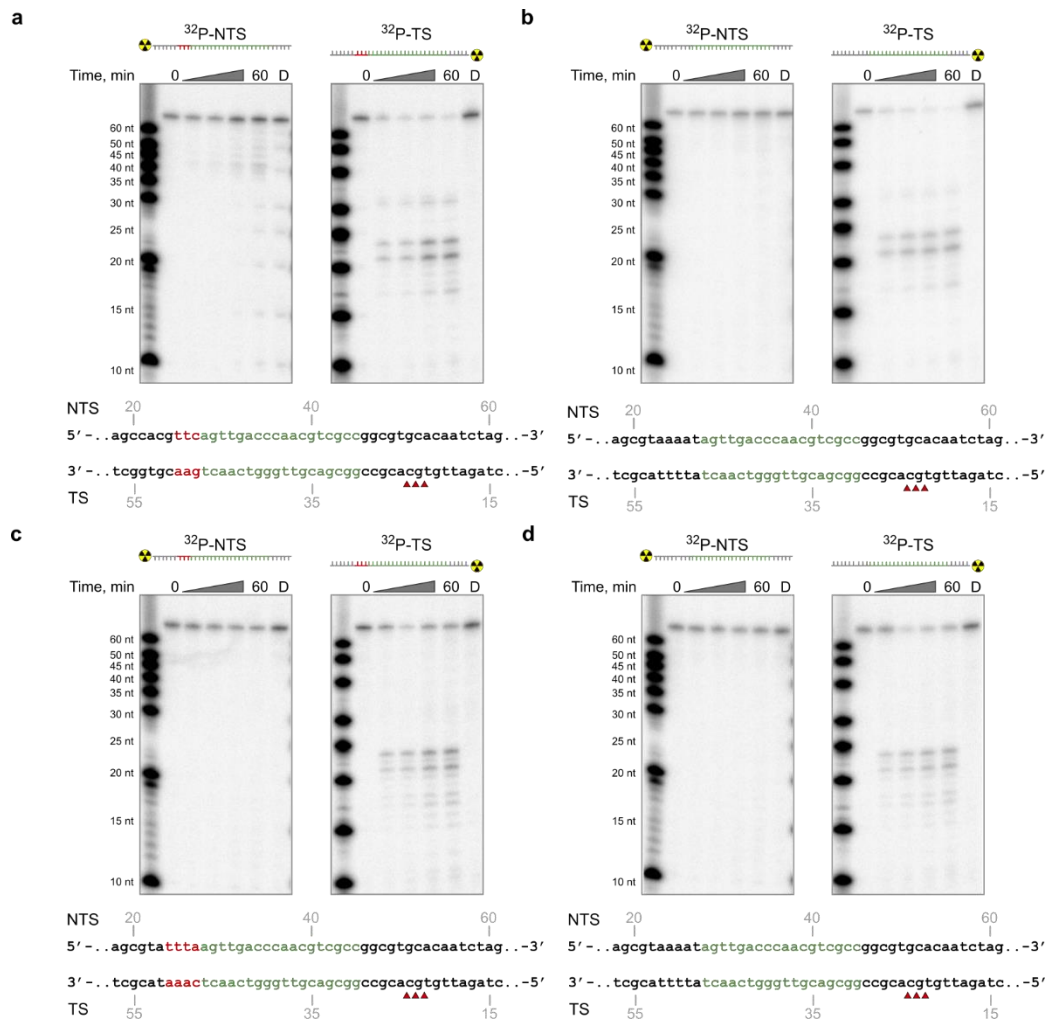 a
b
32P-NTS
32P-TS
32P-NTS
32P-TS
Time, min 0 60 D 0 60 D
Time, min 0 60 D 0 60 D
60 nt
50 nt
45 nt
40 nt
35 nt
30 nt
25 nt
20 nt
15 nt
10 nt
60 nt
50 nt
45 nt
40 nt
35 nt
30 nt
25 nt
20 nt
15 nt
10 nt
NTS 20 40 60
5′-..agccacgttcagttgacccaacgtcgccggcgtgcacaatctag..-3′
3′-..tcggtgcaagtcaactgggttgcagcggccgcacgtgttagatc..-5′
TS 55 35 15
NTS 20 40 60
5′-..agcgtaaaatagttgacccaacgtcgccggcgtgcacaatctag..-3′
3′-..tcgcattttatcaactgggttgcagcggccgcacgtgttagatc..-5′
TS 55 35 15
c
d
32P-NTS
32P-TS
32P-NTS
32P-TS
Time, min 0 60 D 0 60 D
Time, min 0 60 D 0 60 D
60 nt
50 nt
45 nt
40 nt
35 nt
30 nt
25 nt
20 nt
15 nt
10 nt
60 nt
50 nt
45 nt
40 nt
35 nt
30 nt
25 nt
20 nt
15 nt
10 nt
NTS 20 40 60
5′-..agcgtatttaagttgacccaacgtcgccggcgtgcacaatctag..-3′
3′-..tcgcataaactcaactgggttgcagcggccgcacgtgttagatc..-5′
TS 55 35 15
NTS 20 40 60
5′-..agcgtaaaatagttgacccaacgtcgccggcgtgcacaatctag..-3′
3′-..tcgcattttatcaactgggttgcagcggccgcacgtgttagatc..-5′
TS 55 35 15